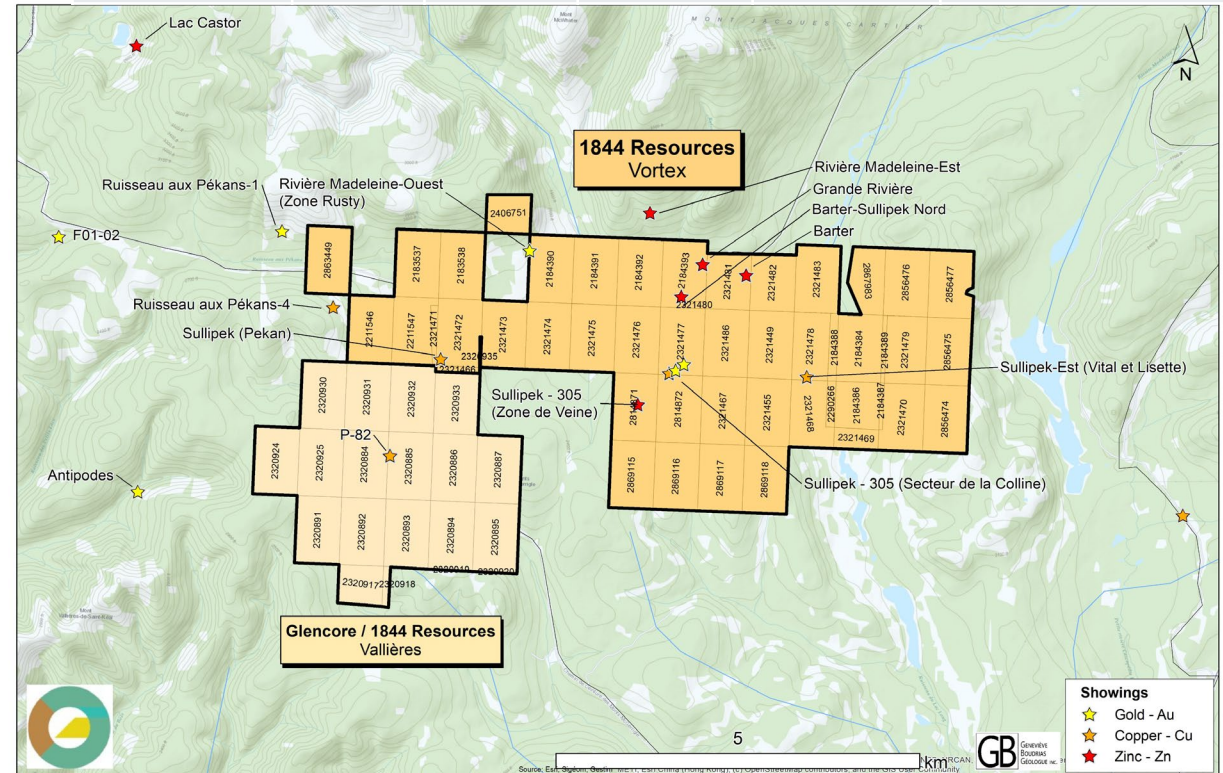 Lac Castor
MONT JACQUES CARTIER
N
1844 Resources
Vortex
Rivière Madeleine-Est
Grande Rivière
Barter-Sullipek Nord
Barter
Ruisseau aux Pékans-1
Rivière Madeleine-Ouest
(Zone Rusty)
F01-02
Ruisseau aux Pékans-4
Sullipek (Pekan)
2406751
2863449
2183537
2183538
2184390
2184391
2184392
2184393
2321481
2321482
2321483
2867963
2856476
2856477
2321480
2211546
2211547
2321471
2321472
2321473
2321474
2321475
2321476
2321477
2321486
2321449
2321478
2184388
2184384
2184389
2321479
2856475
2321466
Sullipek - 305
(Zone de Veine)
2814872
2321467
2321455
2321468
2184386
2184387
2321470
2856474
2321469
Sullipek-Est (Vital et Lisette)
2869115
2869116
2869117
2869118
Sullipek - 305 (Secteur de la Colline)
2320930
2320931
2320932
2320933
P-82
2320924
2320925
2320884
2320885
2320886
2320887
Antipodes
2320891
2320892
2320893
2320894
2320895
2320917
2320918
Glencore / 1844 Resources
Vallières
Showings
Gold - Au
Copper - Cu
Zinc - Zn
5
km
GB
GENEVIÈVE
BOUDRIAS
GÉOLOGUE INC.